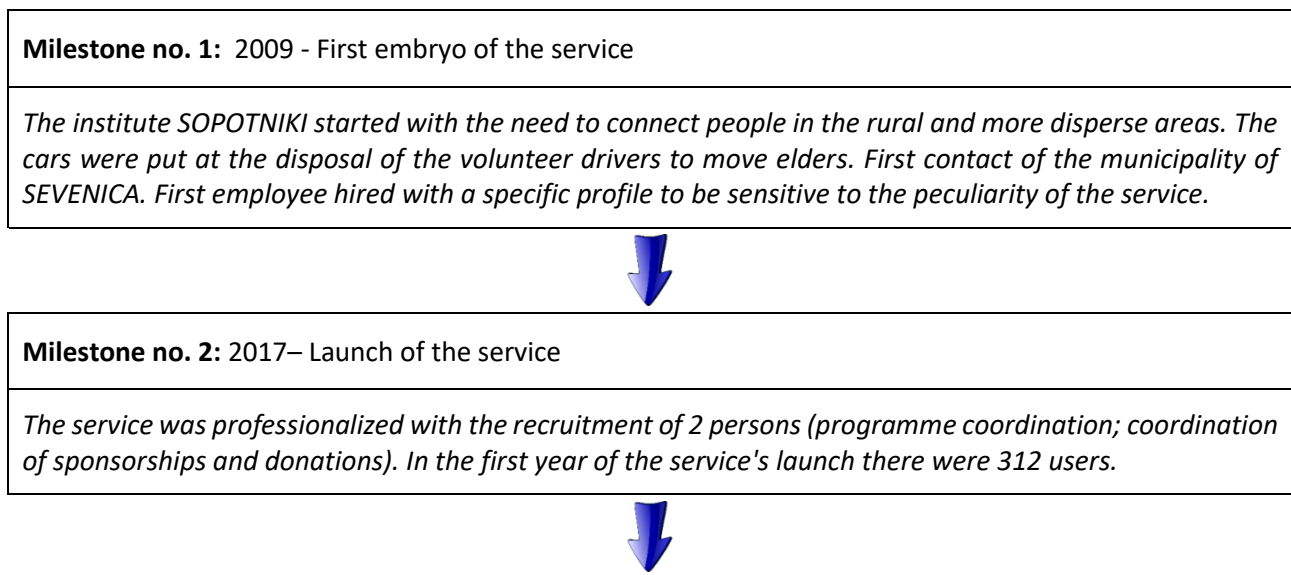 Milestone no. 1: 2009 - First embryo of the service
The institute SOPOTNIKI started with the need to connect people in the rural and more disperse areas. The
cars were put at the disposal of the volunteer drivers to move elders. First contact of the municipality of
SEVENICA. First employee hired with a specific profile to be sensitive to the peculiarity of the service.
Milestone no. 2: 2017– Launch of the service
The service was professionalized with the recruitment of 2 persons (programme coordination; coordination
of sponsorships and donations). In the first year of the service's launch there were 312 users.